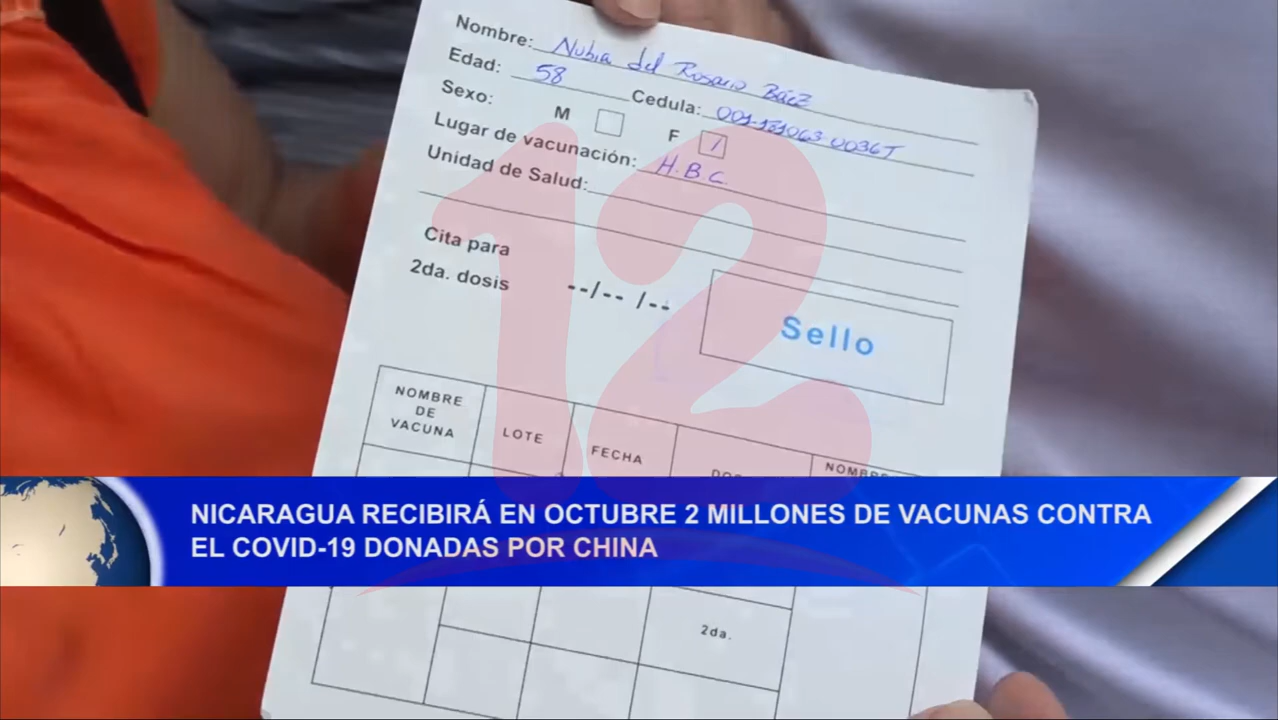 Nombre: Nubia del Rosario Báez
Edad: 58 Cedula:
Sexo: M F
Lugar de vacunación: H.B.C
Unidad de Salud:
Cita para
2da. dosis --/-- /--
Sello
NOMBRE
DE
VACUNA
LOTE
FECHA
NICARAGUA RECIBIRÁ EN OCTUBRE 2 MILLONES DE VACUNAS CONTRA
EL COVID-19 DONADAS POR CHINA
2da.
12